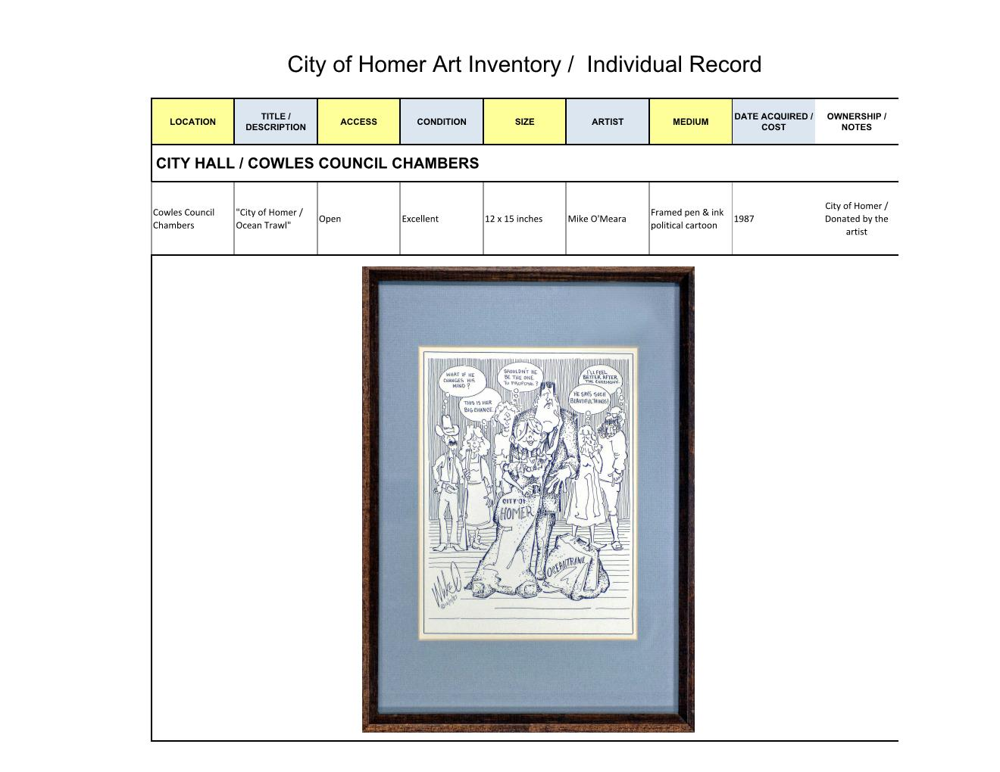 City of Homer Art Inventory /  Individual Record
LOCATION
TITLE /
DESCRIPTION
ACCESS
CONDITION
SIZE
ARTIST
MEDIUM
DATE ACQUIRED /
COST
OWNERSHIP /
NOTES
CITY HALL / COWLES COUNCIL CHAMBERS
Cowles Council
Chambers
"City of Homer /
Ocean Trawl"
Open
Excellent
12 x 15 inches
Mike O'Meara
Framed pen & ink
political cartoon
1987
City of Homer /
Donated by the
artist
WHAT IF HE
CHANGES HIS
MIND?
THIS IS HER
BIG CHANCE.
SHOULDN'T HE
BE THE ONE
TO PROPOSE?
I'LL FEEL
BETTER AFTER
THE CEREMONY.
HE SAYS SUCH
BEAUTIFUL THINGS!
CITY OF
HOMER
OCEANTRAWL